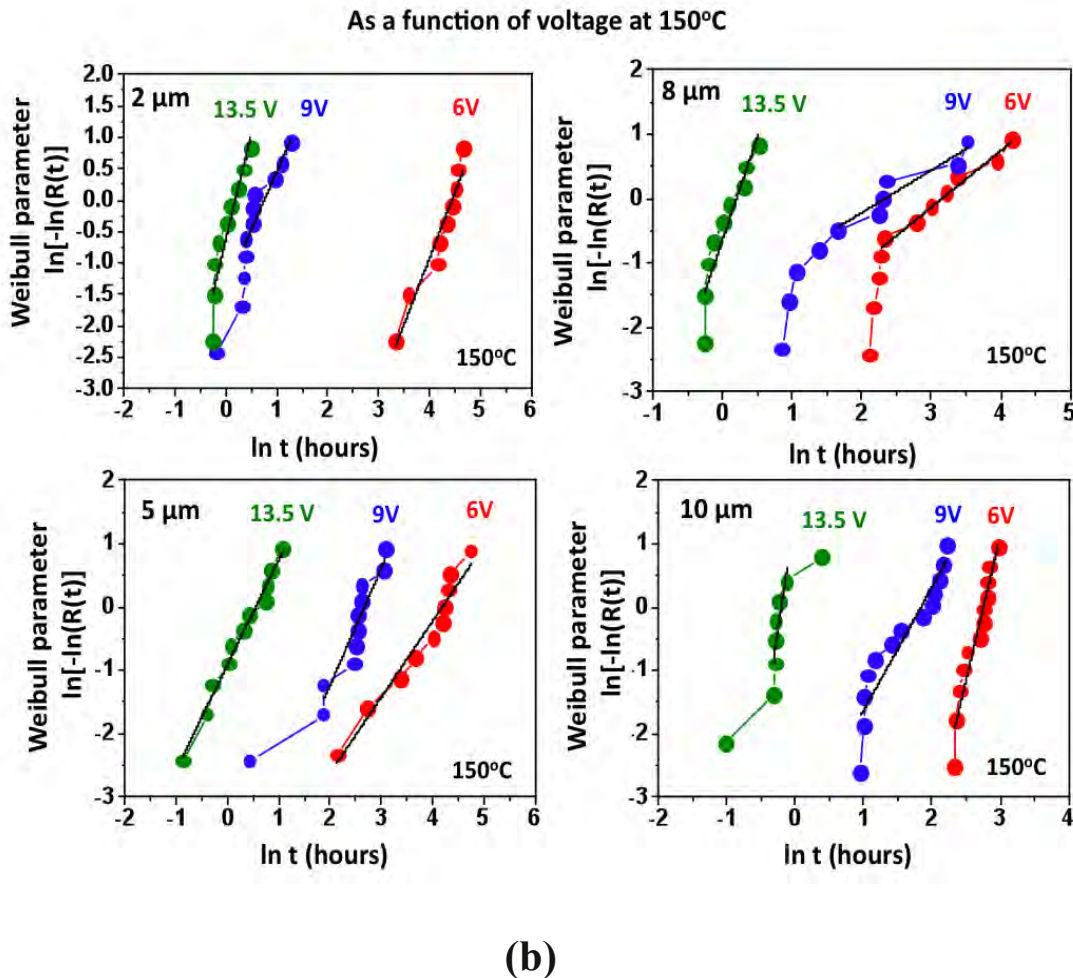 As a function of voltage at 150°C
Weibull parameter
ln[-ln(R(t)]
2.0
1.5
1.0
0.5
0.0
-0.5
-1.0
-1.5
-2.0
-2.5
-3.0
2 μm
13.5 V
9V
6V
150°C
-2 -1 0 1 2 3 4 5 6
ln t (hours)
Weibull parameter
ln[-ln(R(t)]
2
1
0
-1
-2
-3
8 μm
13.5 V
9V
6V
150°C
-1 0 1 2 3 4 5
ln t (hours)
Weibull parameter
ln[-ln(R(t)]
2
1
0
-1
-2
-3
5 μm
13.5 V
9V
6V
150°C
-2 -1 0 1 2 3 4 5 6
ln t (hours)
Weibull parameter
ln[-ln(R(t)]
2
1
0
-1
-2
-3
10 μm
13.5 V
9V
6V
150°C
-2 -1 0 1 2 3 4
ln t (hours)
(b)